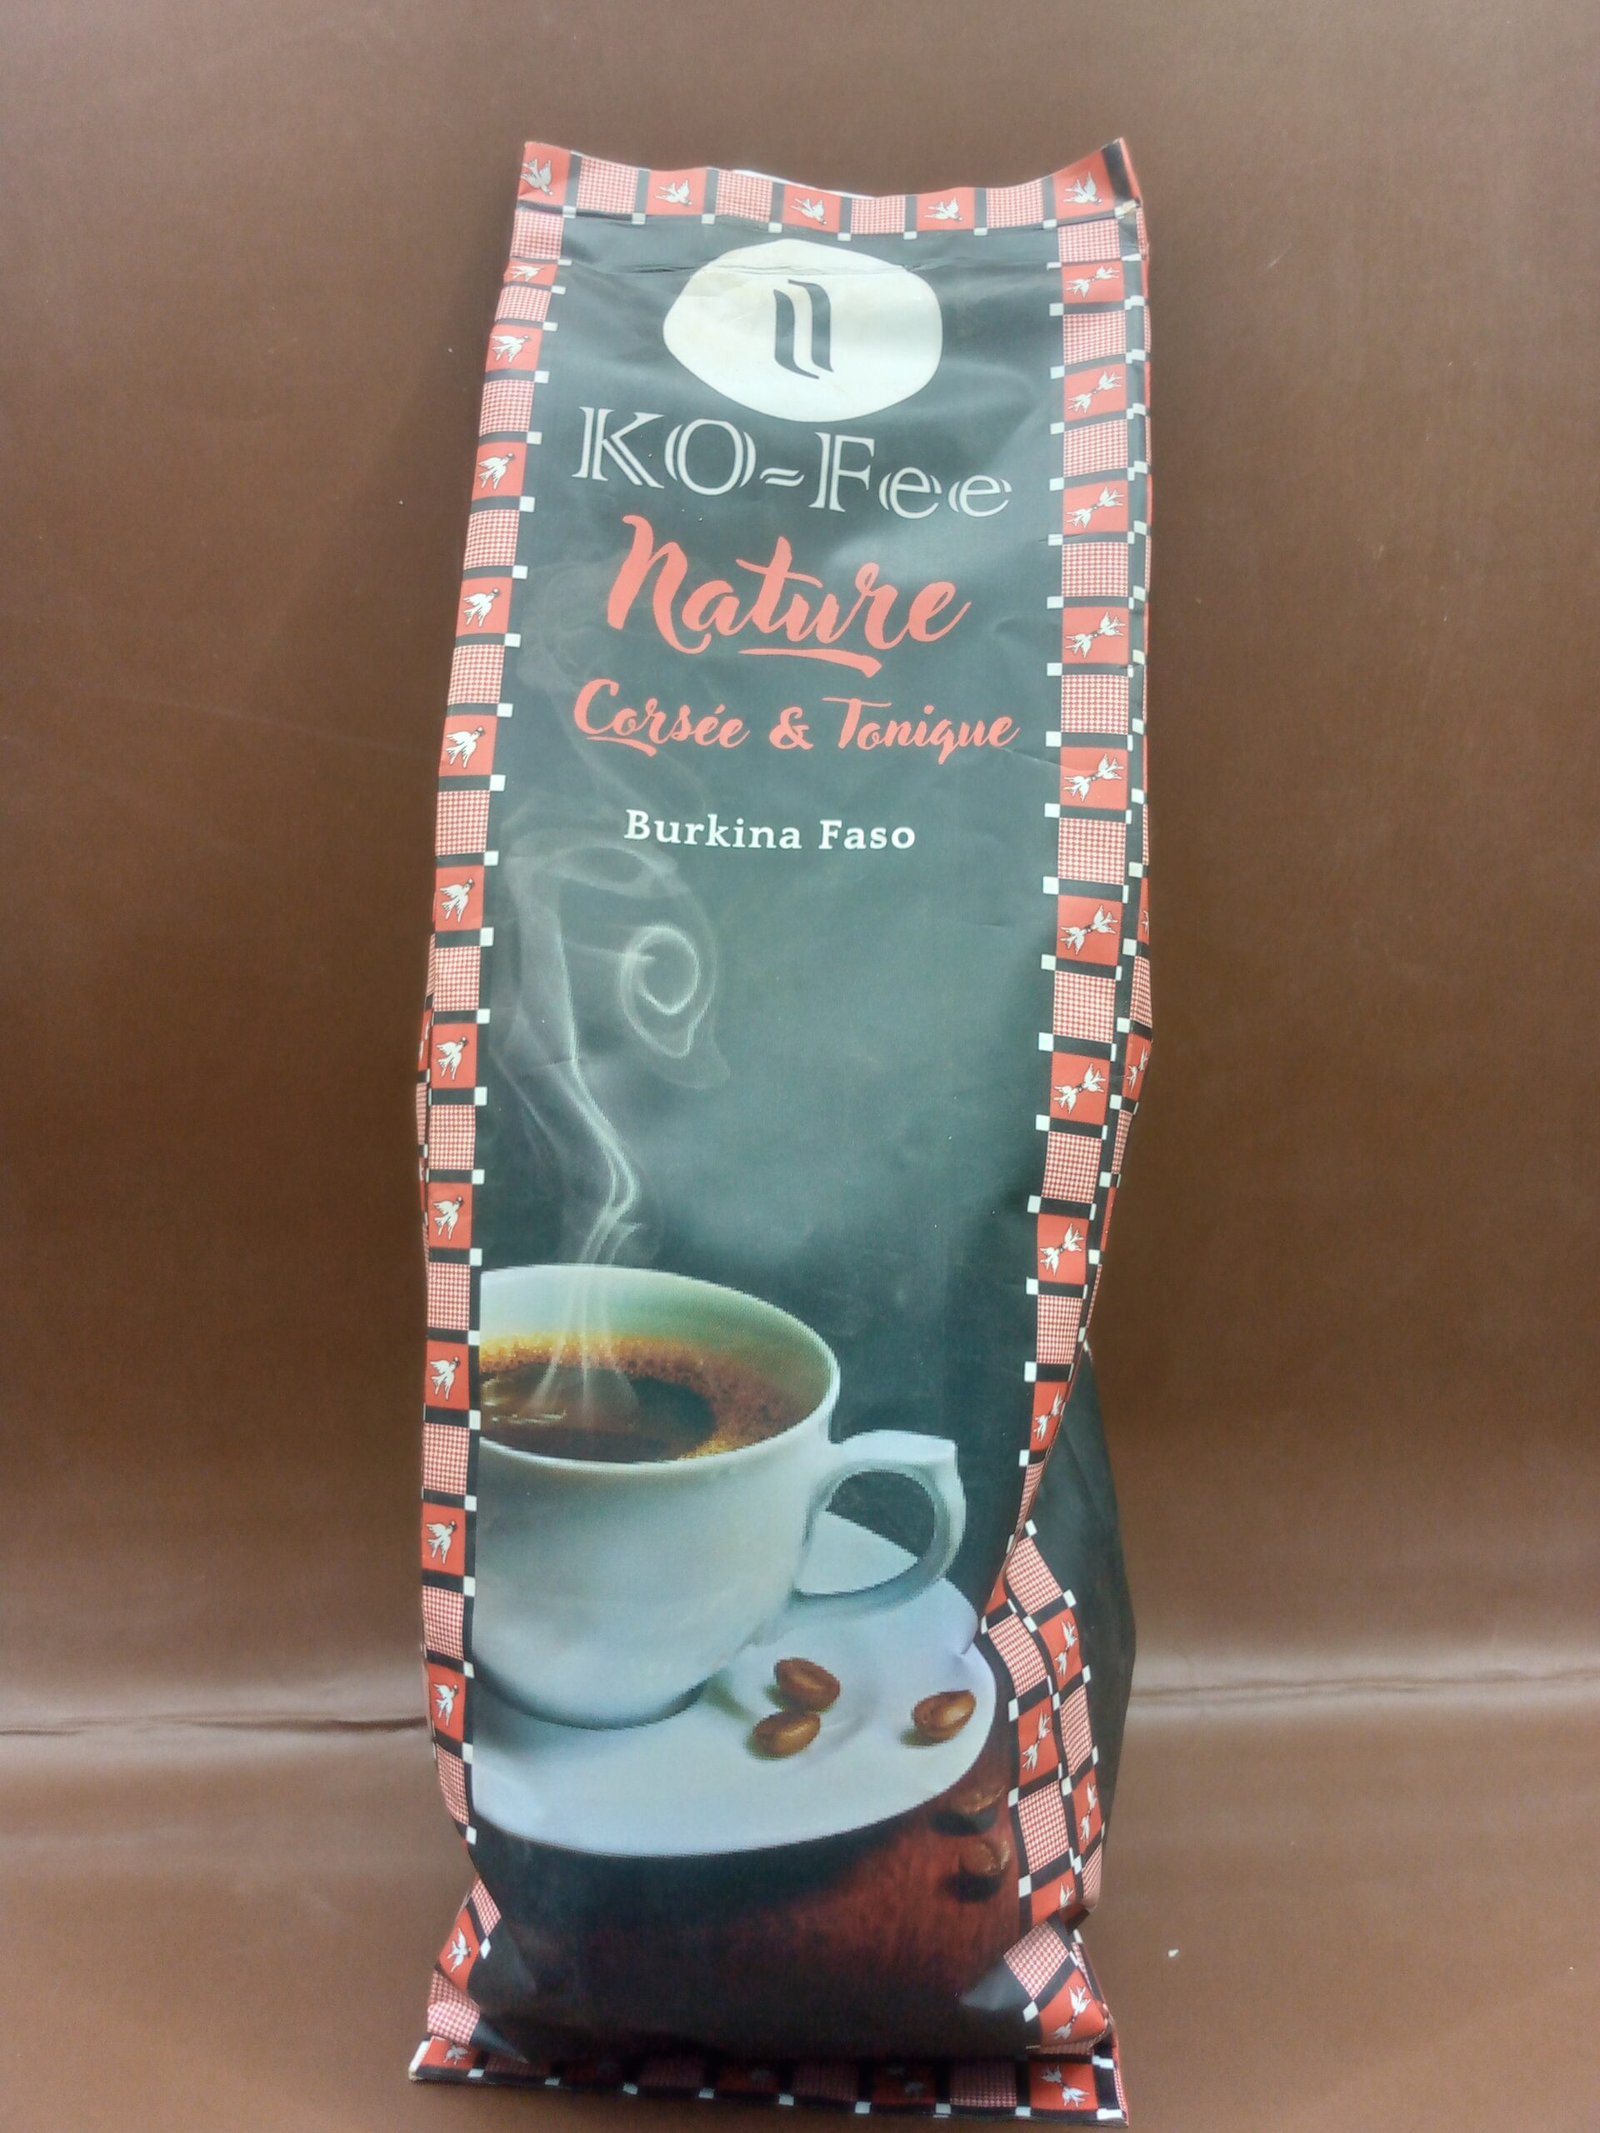 KO-Fee
Nature
Corsée & Tonique
Burkina Faso